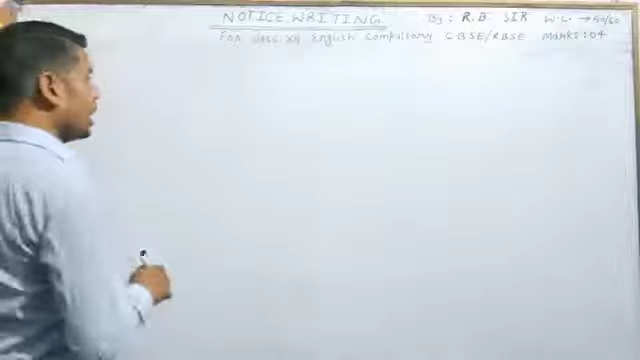 NOTICE WRITING By: R.B SIR W.L. → 50/60
For class XII English Compulsory CBSE/RBSE Marks: 04